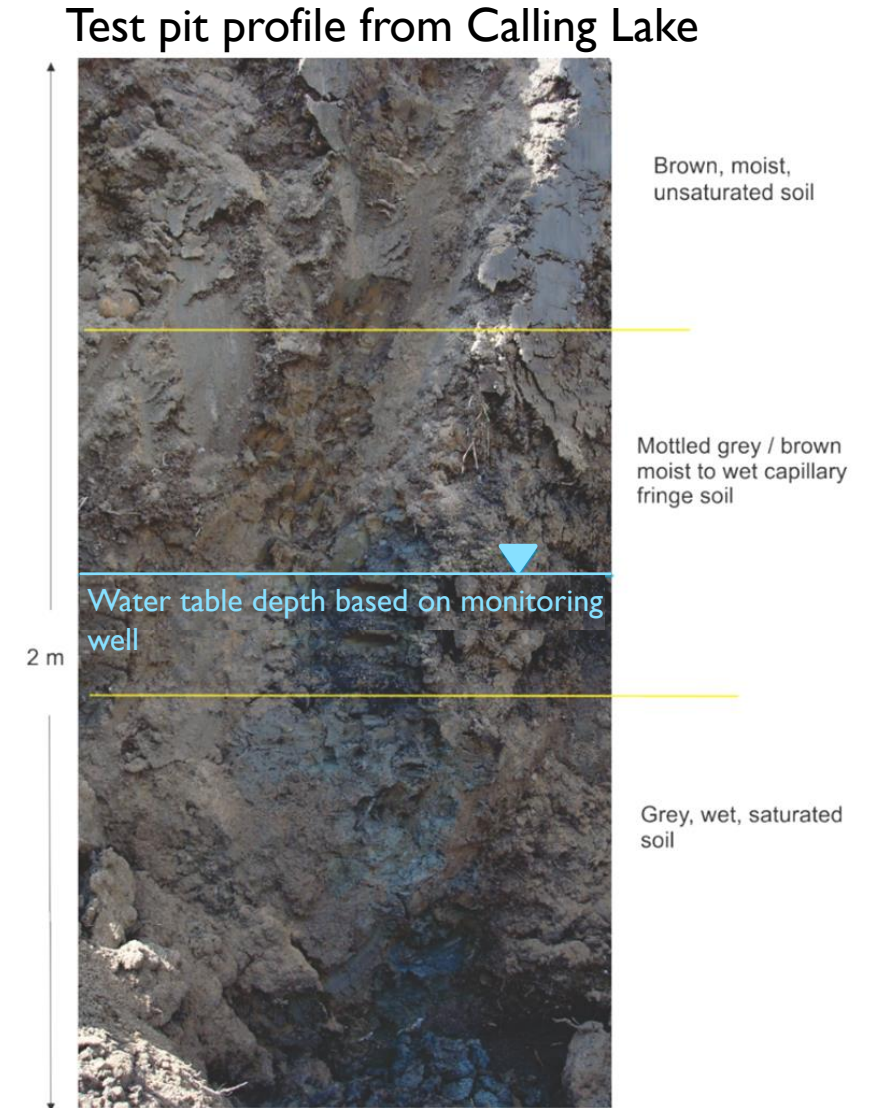 Test pit profile from Calling Lake
Brown, moist,
unsaturated soil
Mottled grey / brown
moist to wet capillary
fringe soil
Water table depth based on monitoring
well
2 m
Grey, wet, saturated
soil